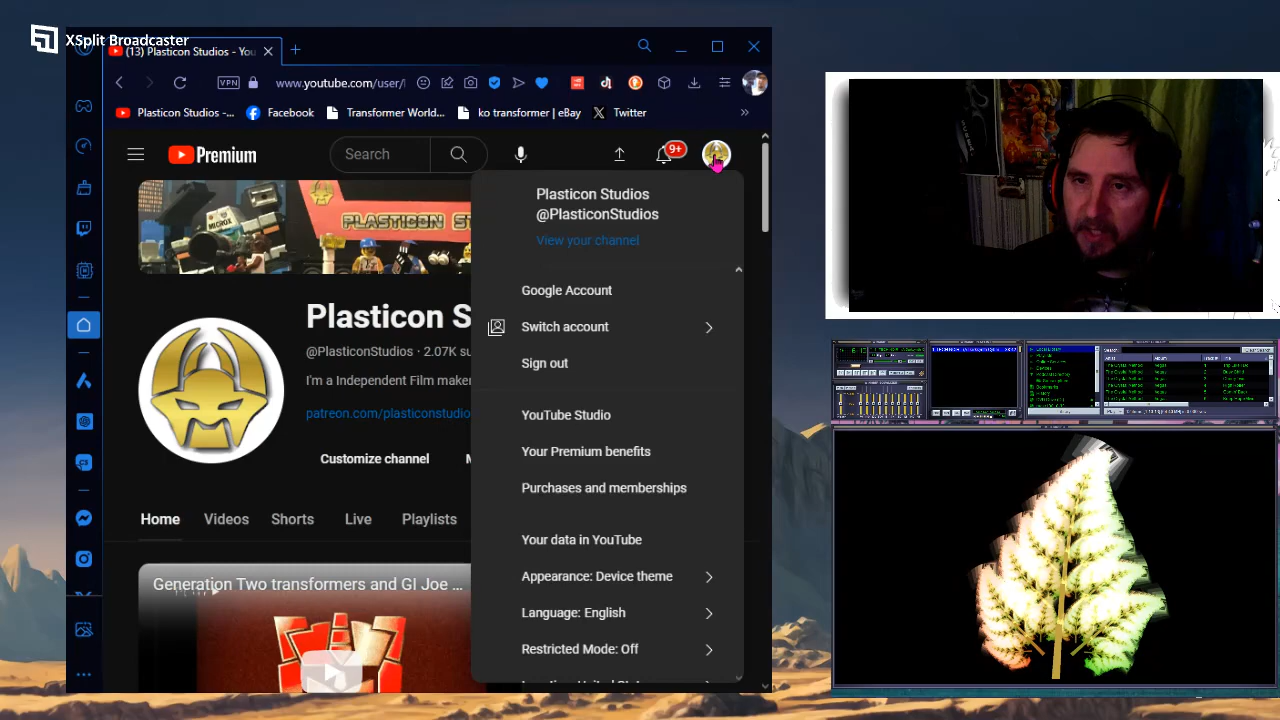 XSplit Broadcaster
(13) Plasticon Studios - You
VPN
www.youtube.com/user/
Plasticon Studios -...
Facebook
Transformer World...
ko transformer | eBay
Twitter
Premium
Search
9+
PLASTICON ST
MICROX
Plasticon Studios
@PlasticonStudios
View your channel
Google Account
Switch account
Sign out
YouTube Studio
Your Premium benefits
Purchases and memberships
Your data in YouTube
Appearance: Device theme
Language: English
Restricted Mode: Off
Plasticon S
@PlasticonStudios · 2.07K su
I'm a Independent Film maker
patreon.com/plasticonstudio
Customize channel
Home
Videos
Shorts
Live
Playlists
Generation Two transformers and GI Joe ...